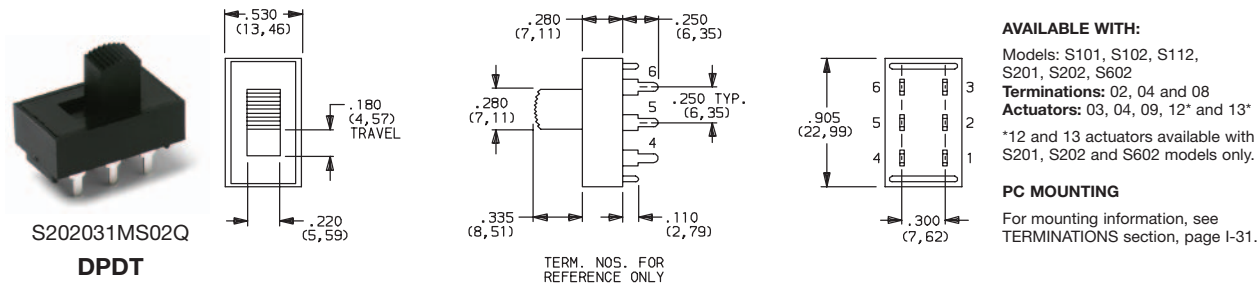 S202031MS02Q
DPDT
.530
(13,46)
.180
(4,57)
TRAVEL
.220
(5,59)
.280
(7,11)
.250
(6,35)
.280
(7,11)
6
5
4
.250 TYP.
(6,35)
.335
(8,51)
.110
(2,79)
TERM. NOS. FOR
REFERENCE ONLY
.905
(22,99)
6 3
5 2
4 1
.300
(7,62)
AVAILABLE WITH:
Models: S101, S102, S112,
S201, S202, S602
Terminations: 02, 04 and 08
Actuators: 03, 04, 09, 12* and 13*
*12 and 13 actuators available with
S201, S202 and S602 models only.
PC MOUNTING
For mounting information, see
TERMINATIONS section, page I-31.